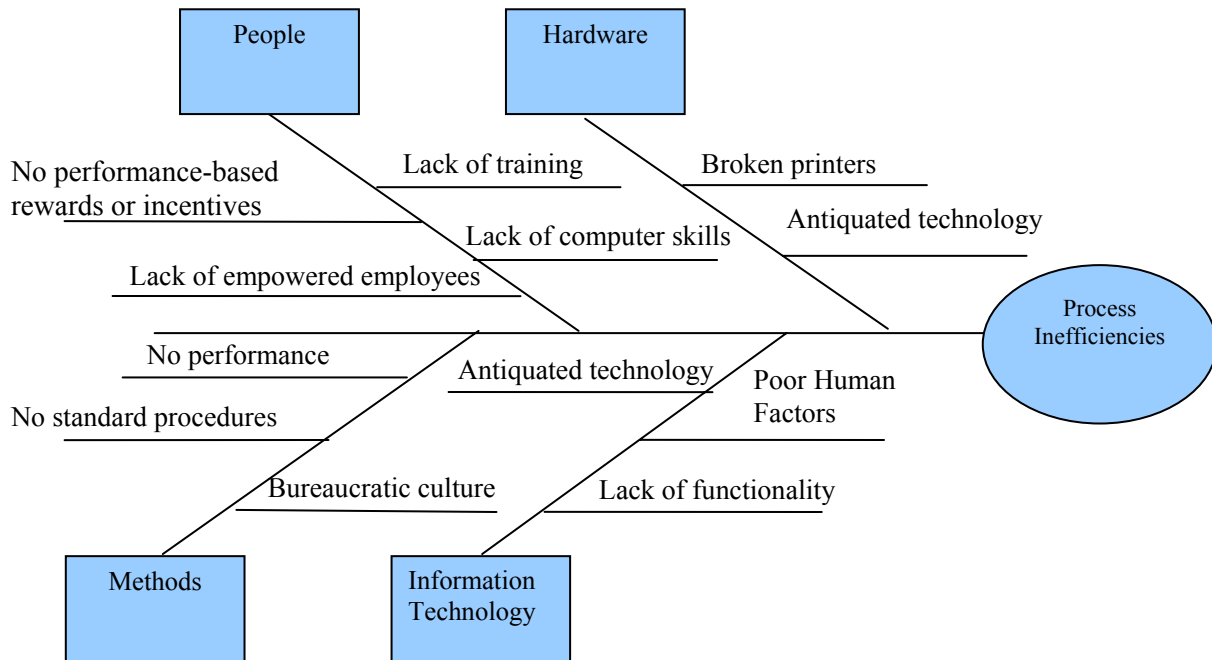 People
Hardware
No performance-based
rewards or incentives
Lack of training
Broken printers
Antiquated technology
Lack of computer skills
Lack of empowered employees
Process
Inefficiencies
No performance
Antiquated technology
Poor Human
Factors
No standard procedures
Bureaucratic culture
Lack of functionality
Methods
Information
Technology